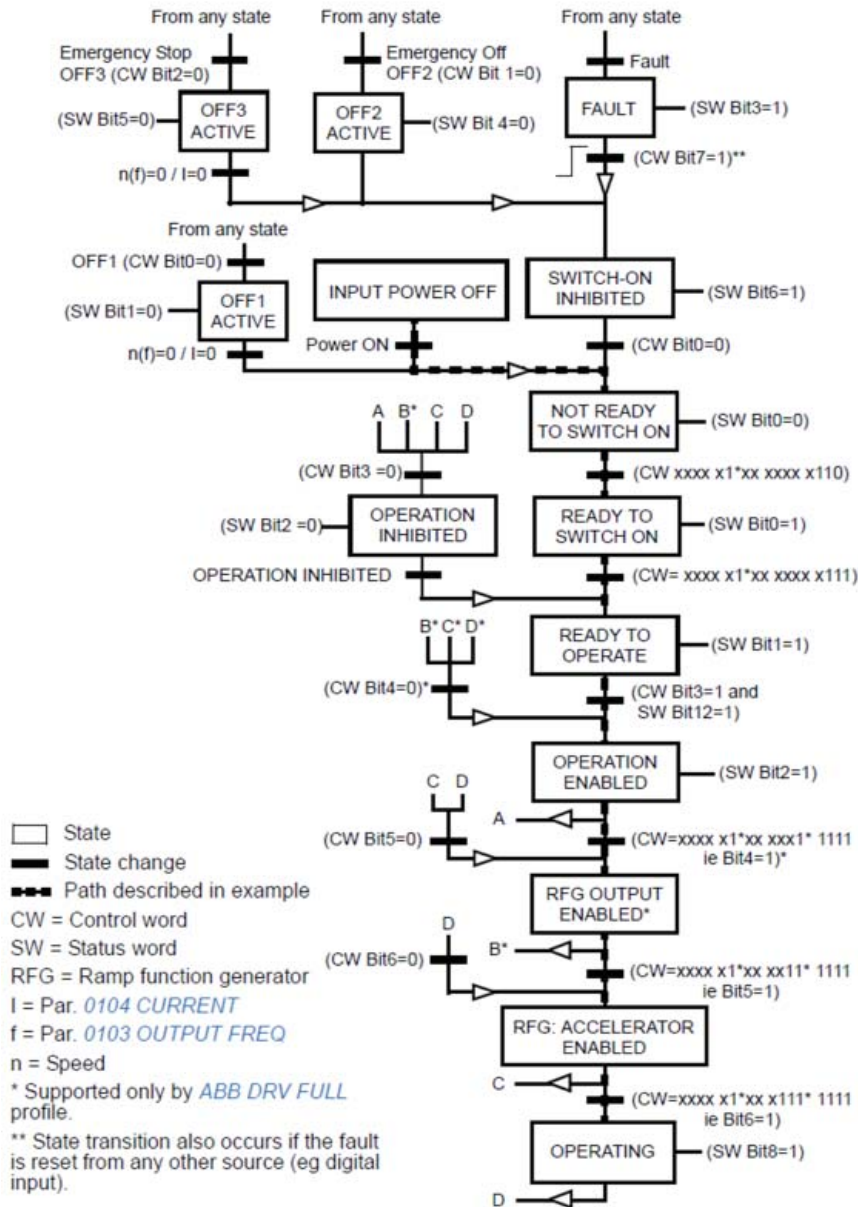 From any state
From any state
From any state
Emergency Stop
OFF3 (CW Bit2=0)
Emergency Off
OFF2 (CW Bit 1=0)
Fault
(SW Bit5=0)
OFF3
ACTIVE
OFF2
ACTIVE
(SW Bit 4=0)
FAULT
(SW Bit3=1)
n(f)=0 / I=0
(CW Bit7=1)**
From any state
OFF1 (CW Bit0=0)
(SW Bit1=0)
OFF1
ACTIVE
INPUT POWER OFF
SWITCH-ON
INHIBITED
(SW Bit6=1)
n(f)=0 / I=0
Power ON
(CW Bit0=0)
A B* C D
NOT READY
TO SWITCH ON
(SW Bit0=0)
(CW Bit3 =0)
(CW xxxx x1*xx xxxx x110)
(SW Bit2 =0)
OPERATION
INHIBITED
READY TO
SWITCH ON
(SW Bit0=1)
OPERATION INHIBITED
(CW= xxxx x1*xx xxxx x111)
B* C* D*
READY TO
OPERATE
(SW Bit1=1)
(CW Bit4=0)*
(CW Bit3=1 and
SW Bit12=1)
OPERATION
ENABLED
(SW Bit2=1)
C D
A
(CW Bit5=0)
(CW=xxxx x1*xx xxx1* 1111
ie Bit4=1)*
RFG OUTPUT
ENABLED*
D
B*
(CW Bit6=0)
(CW=xxxx x1*xx xx11* 1111
ie Bit5=1)
RFG: ACCELERATOR
ENABLED
C
(CW=xxxx x1*xx x111* 1111
ie Bit6=1)
OPERATING
(SW Bit8=1)
D
State
State change
Path described in example
CW = Control word
SW = Status word
RFG = Ramp function generator
I = Par. 0104 CURRENT
f = Par. 0103 OUTPUT FREQ
n = Speed
* Supported only by ABB DRV FULL
profile.
** State transition also occurs if the fault
is reset from any other source (eg digital
input).